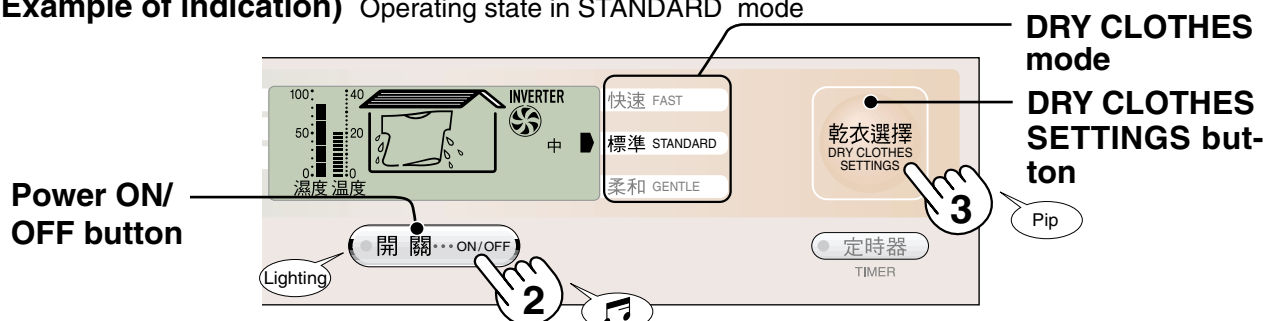 Example of indication) Operating state in STANDARD mode
DRY CLOTHES
mode
DRY CLOTHES
SETTINGS but-
ton
Power ON/
OFF button
100
50
0
40
20
0
濕度 温度
INVERTER
中
快速 FAST
標準 STANDARD
柔和 GENTLE
乾衣選擇
DRY CLOTHES
SETTINGS
3
Pip
開 關···ON/OFF
Lighting
2
定時器
TIMER